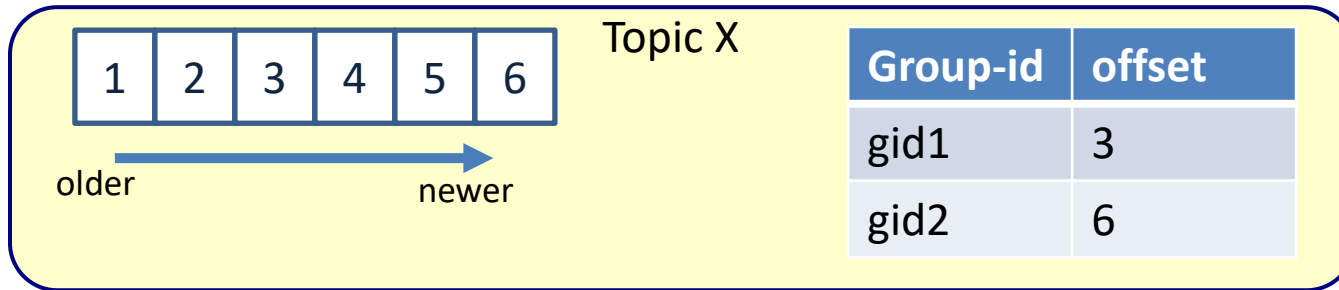 Topic X
1 2 3 4 5 6
older newer
Group-id offset
gid1 3
gid2 6